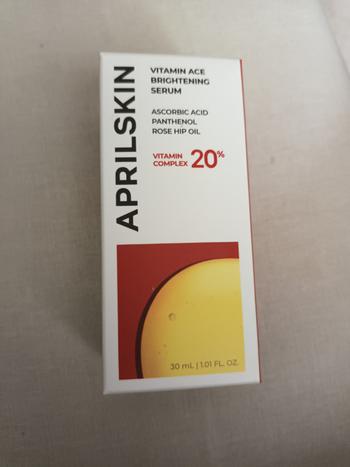 APRILSKIN
VITAMIN ACE
BRIGHTENING
SERUM
ASCORBIC ACID
PANTHENOL
ROSE HIP OIL
VITAMIN
COMPLEX 20%
30 mL | 1.01 FL. OZ.